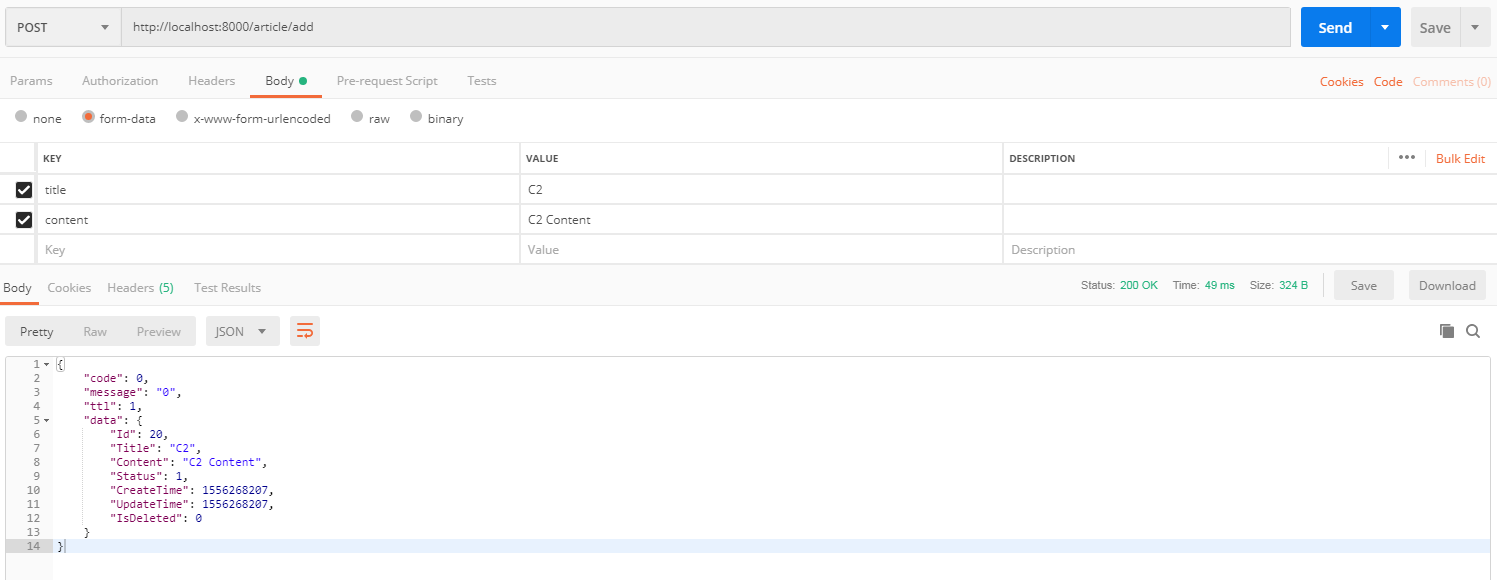 POST http://localhost:8000/article/add Send Save
Params Authorization Headers Body Pre-request Script Tests Cookies Code Comments (0)
none form-data x-www-form-urlencoded raw binary
KEY VALUE DESCRIPTION ••• Bulk Edit
title C2
content C2 Content
Key Value Description
Body Cookies Headers (5) Test Results Status: 200 OK Time: 49 ms Size: 324 B Save Download
Pretty Raw Preview JSON
1 {
2 "code": 0,
3 "message": "0",
4 "ttl": 1,
5 "data": {
6 "Id": 20,
7 "Title": "C2",
8 "Content": "C2 Content",
9 "Status": 1,
10 "CreateTime": 1556268207,
11 "UpdateTime": 1556268207,
12 "IsDeleted": 0
13 }
14 }